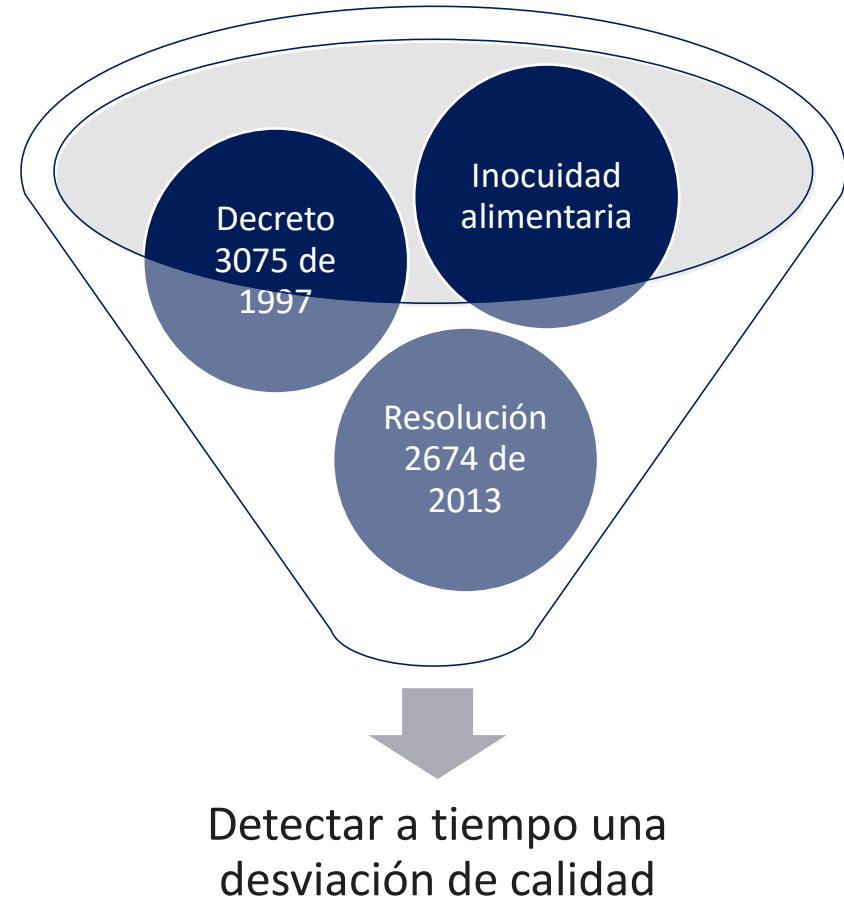 Inocuidad
alimentaria
Decreto
3075 de
1997
Resolución
2674 de
2013
Detectar a tiempo una
desviación de calidad